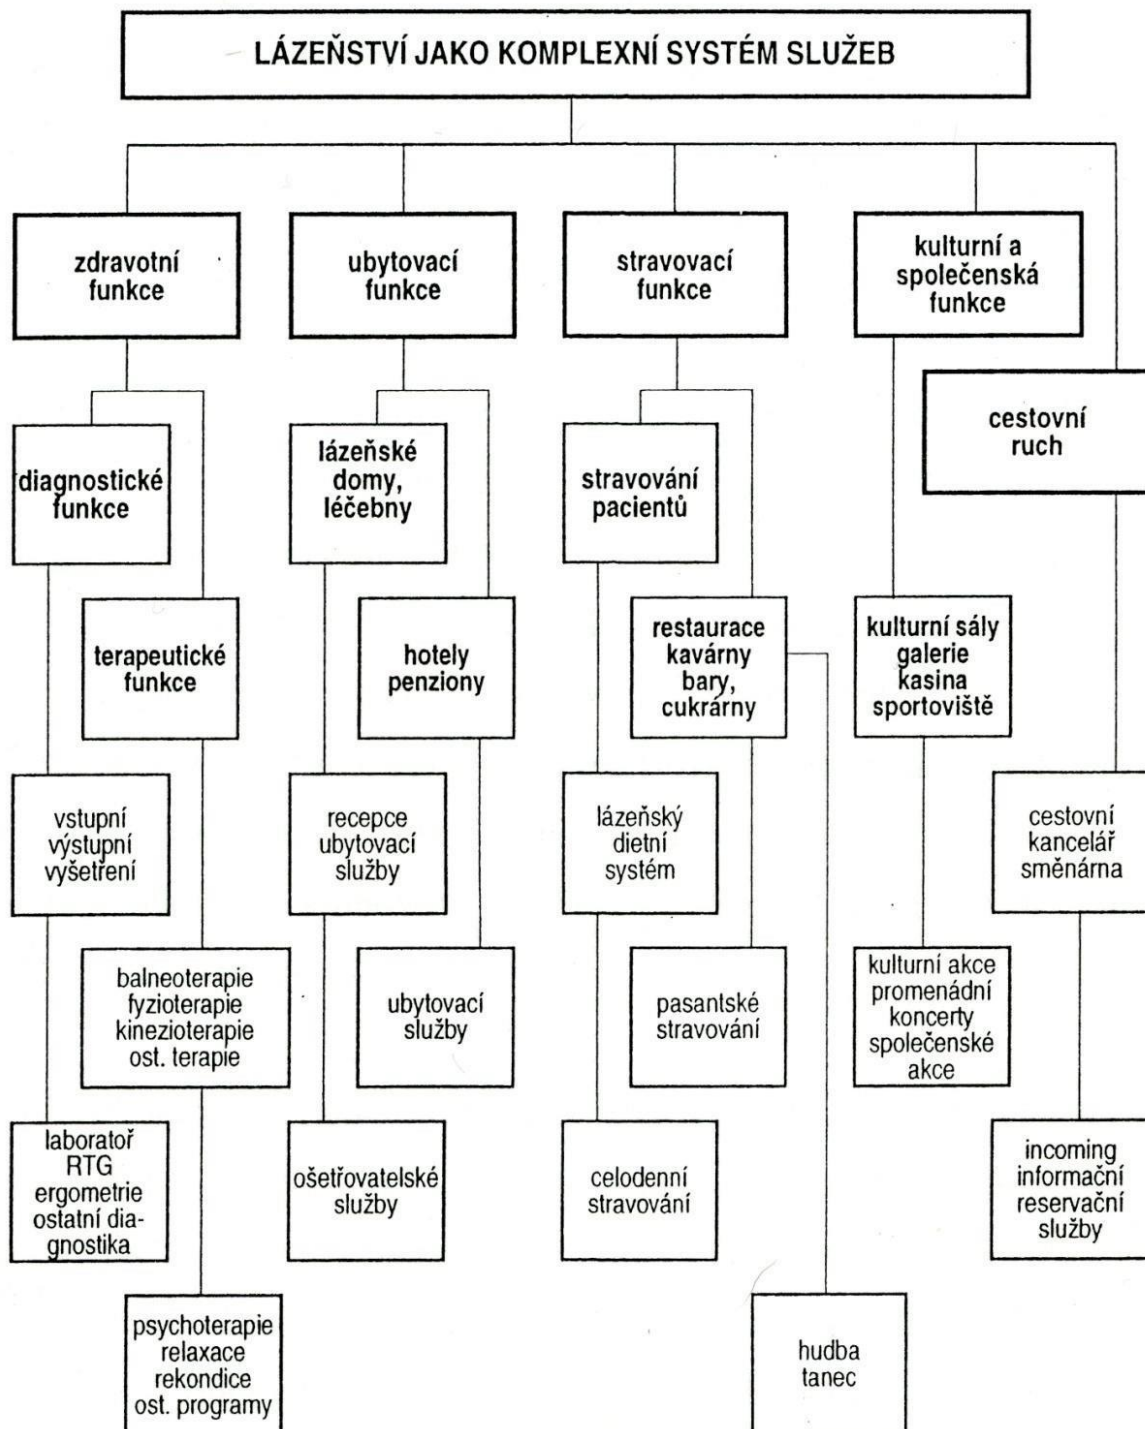 LÁZEŇSTVÍ JAKO KOMPLEXNÍ SYSTÉM SLUŽEB
zdravotní
funkce
ubytovací
funkce
stravovací
funkce
kulturní a
společenská
funkce
cestovní
ruch
diagnostické
funkce
lázeňské
domy,
léčebny
stravování
pacientů
terapeutické
funkce
hotely
penziony
restaurace
kavárny
bary,
cukrárny
kulturní sály
galerie
kasina
sportoviště
vstupní
výstupní
vyšetření
recepce
ubytovací
služby
lázeňský
dietní
systém
cestovní
kancelář
směnárna
balneoterapie
fyzioterapie
kinezioterapie
ost. terapie
ubytovací
služby
pasantské
stravování
kulturní akce
promenádní
koncerty
společenské
akce
laboratoř
RTG
ergometrie
ostatní dia-
gnostika
ošetřovatelské
služby
celodenní
stravování
incoming
informační
reservační
služby
psychoterapie
relaxace
rekondice
ost. programy
hudba
tanec